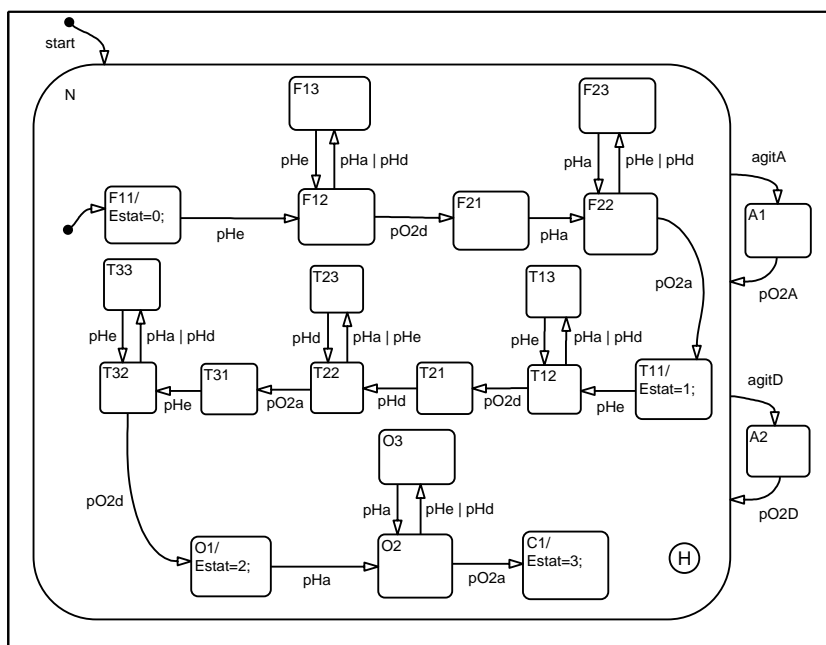 start
N
F13
F23
pHe
pHa | pHd
pHa
pHe | pHd
agitA
F11/
Estat=0;
F12
F21
F22
A1
pHe
pO2d
pHa
pO2a
pO2A
T33
T23
T13
pHe
pHa | pHd
pHd
pHa | pHe
pHe
pHa | pHd
T32
T31
T22
T21
T12
T11/
Estat=1;
pHe
pO2a
pHd
pO2d
pHe
agitD
A2
O3
pO2d
pHa
pHe | pHd
pO2D
O1/
Estat=2;
O2
C1/
Estat=3;
H
pHa
pO2a